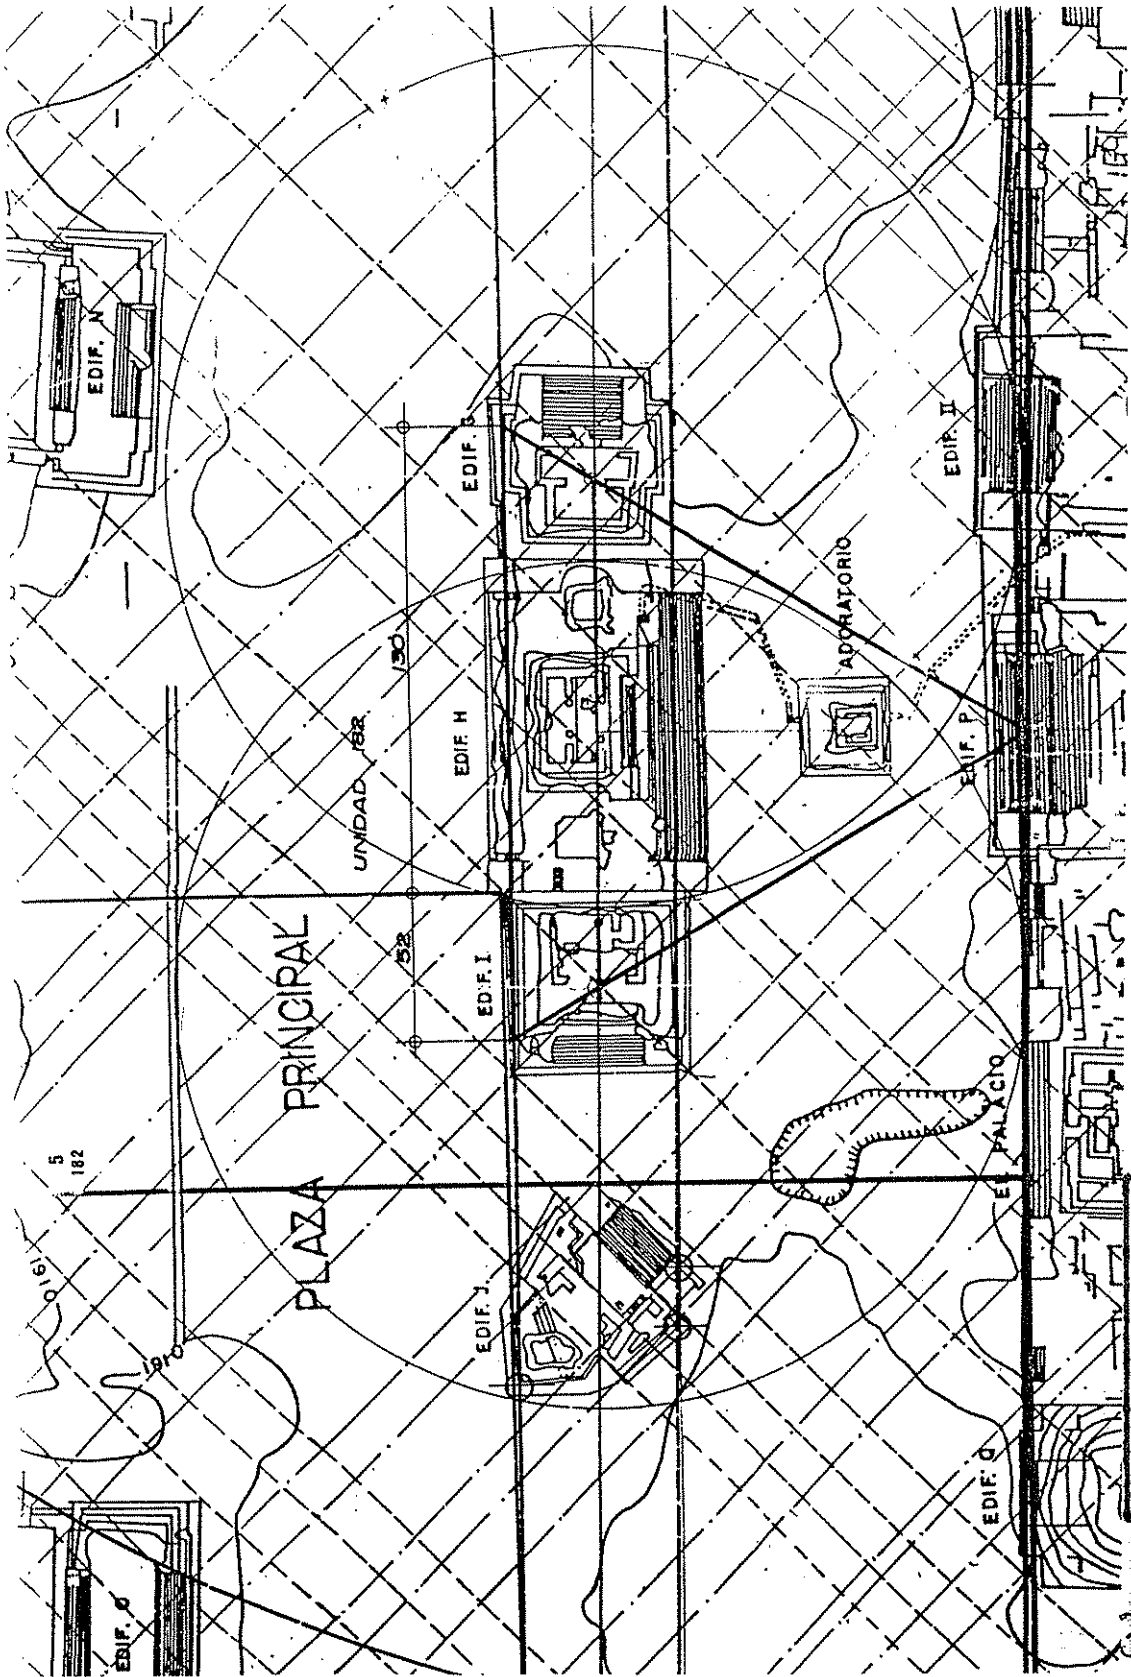 EDIF. N
EDIF. G
EDIF. II
ADORATORIO
130
UNIDAD 182
EDIF. H
EDIF. P
52
EDIF. I
PLAZA PRINCIPAL
5
182
EL PALACIO
1910
1910
EDIF. J
EDIF. Q
EDIF. O